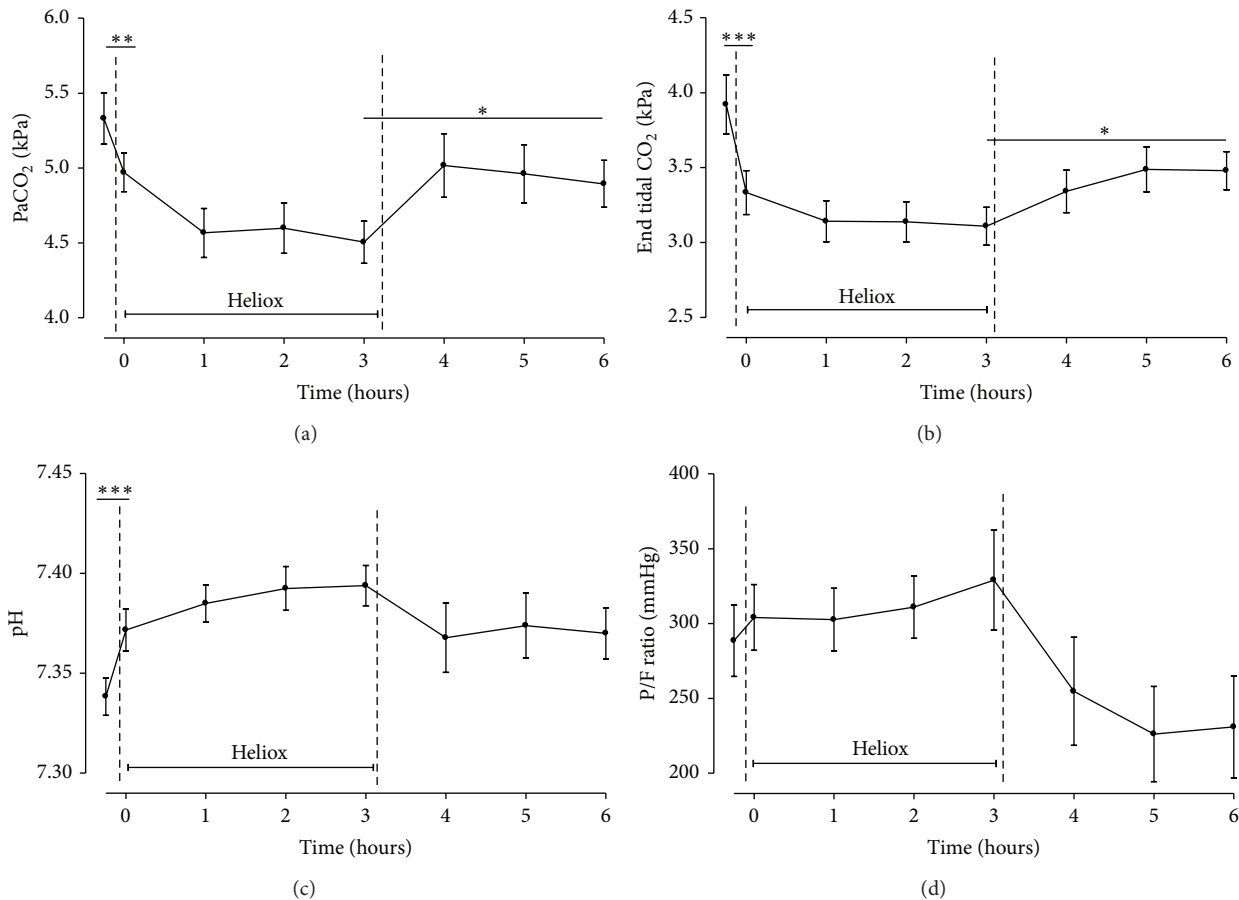 6.0
5.5
5.0
4.5
4.0
PaCO2 (kPa)
**
*
Heliox
0 1 2 3 4 5 6
Time (hours)
(a)
4.5
4.0
3.5
3.0
2.5
End tidal CO2 (kPa)
***
*
Heliox
0 1 2 3 4 5 6
Time (hours)
(b)
7.45
7.40
7.35
7.30
pH
***
Heliox
0 1 2 3 4 5 6
Time (hours)
(c)
400
350
300
250
200
P/F ratio (mmHg)
Heliox
0 1 2 3 4 5 6
Time (hours)
(d)